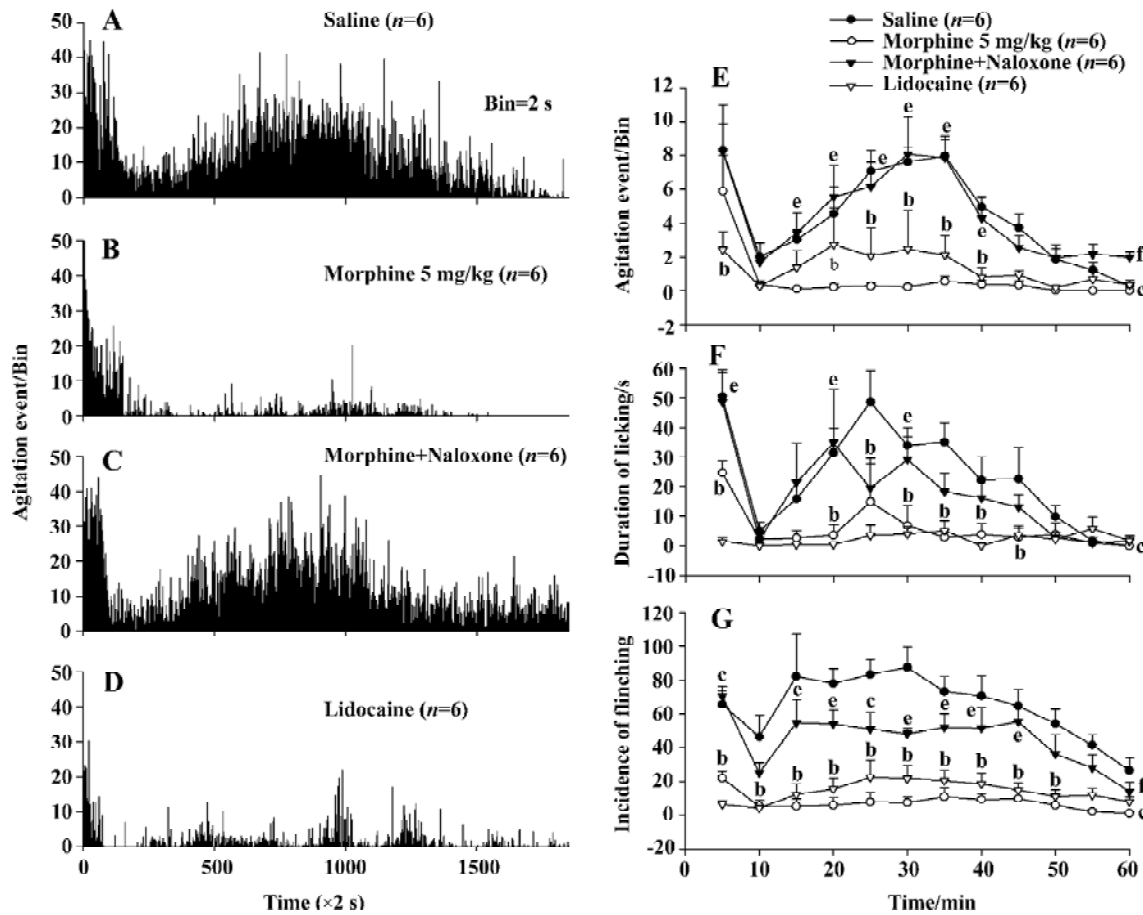 A
Saline (n=6)
Bin=2 s
50
40
30
20
10
0
B
Morphine 5 mg/kg (n=6)
50
40
30
20
10
0
Agitation event/Bin
C
Morphine+Naloxone (n=6)
50
40
30
20
10
0
D
Lidocaine (n=6)
50
40
30
20
10
0
0 500 1000 1500
Time (×2 s)
Saline (n=6)
Morphine 5 mg/kg (n=6)
Morphine+Naloxone (n=6)
Lidocaine (n=6)
E
Agitation event/Bin
12
10
8
6
4
2
0
-2
e e
e e
e
b b b
e
b b b
f
c
F
Duration of licking/s
60
50
40
30
20
10
0
-10
e e
e
b
b b
b b b
b
c
G
Incidence of flinching
120
100
80
60
40
20
0
-20
c c e c e e e
e
b b b b b b b b b
f
c
0 10 20 30 40 50 60
Time/min